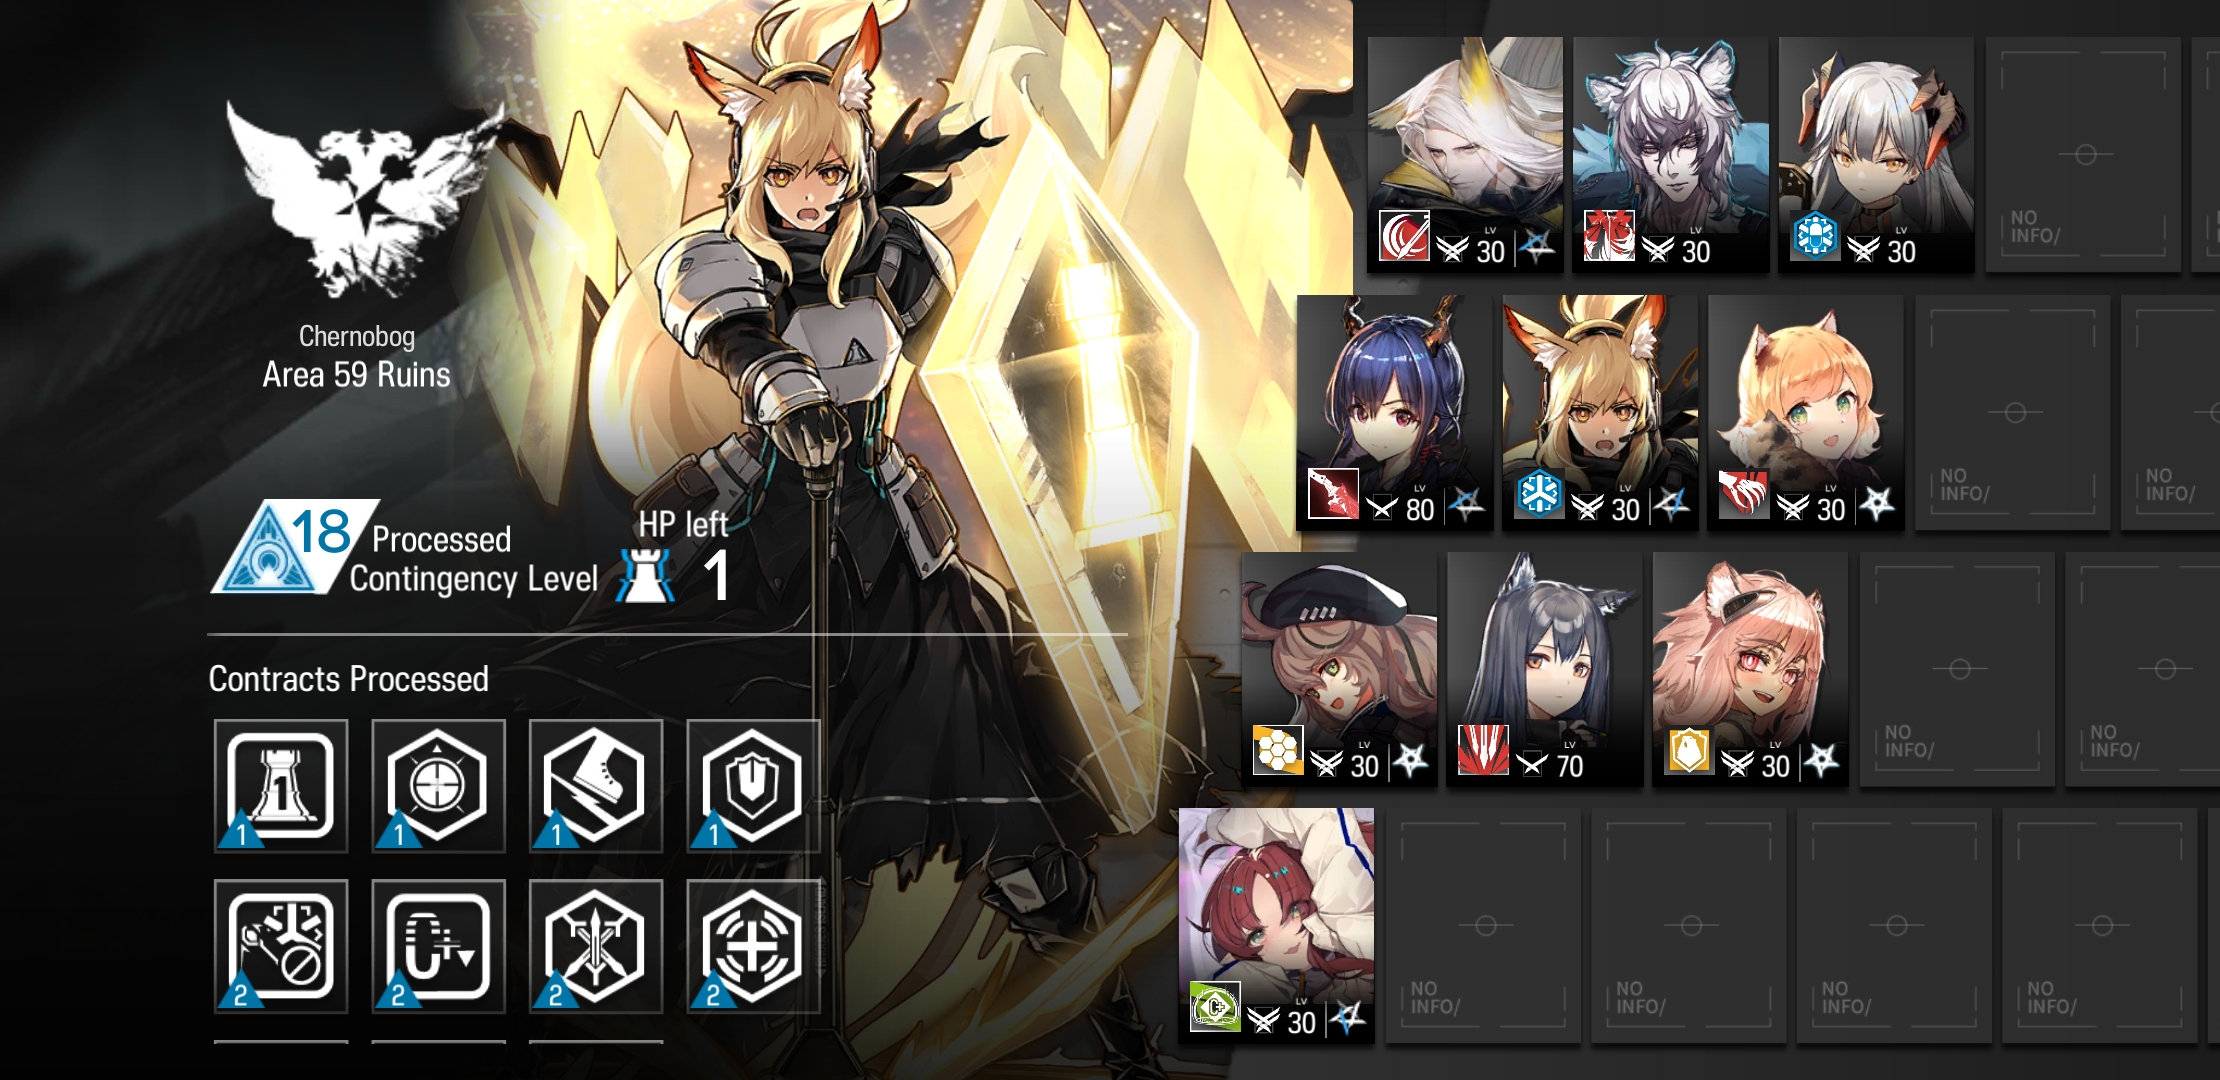 Chernobog
Area 59 Ruins
18
Processed
Contingency Level
HP left
1
Contracts Processed
1
1
1
1
1
2
2
2
2
LV
30
LV
30
LV
30
NO
INFO/
LV
80
LV
30
LV
30
NO
INFO/
NO
INFO/
LV
30
LV
70
LV
30
NO
INFO/
NO
INFO/
LV
30
NO
INFO/
NO
INFO/
NO
INFO/
NO
INFO/